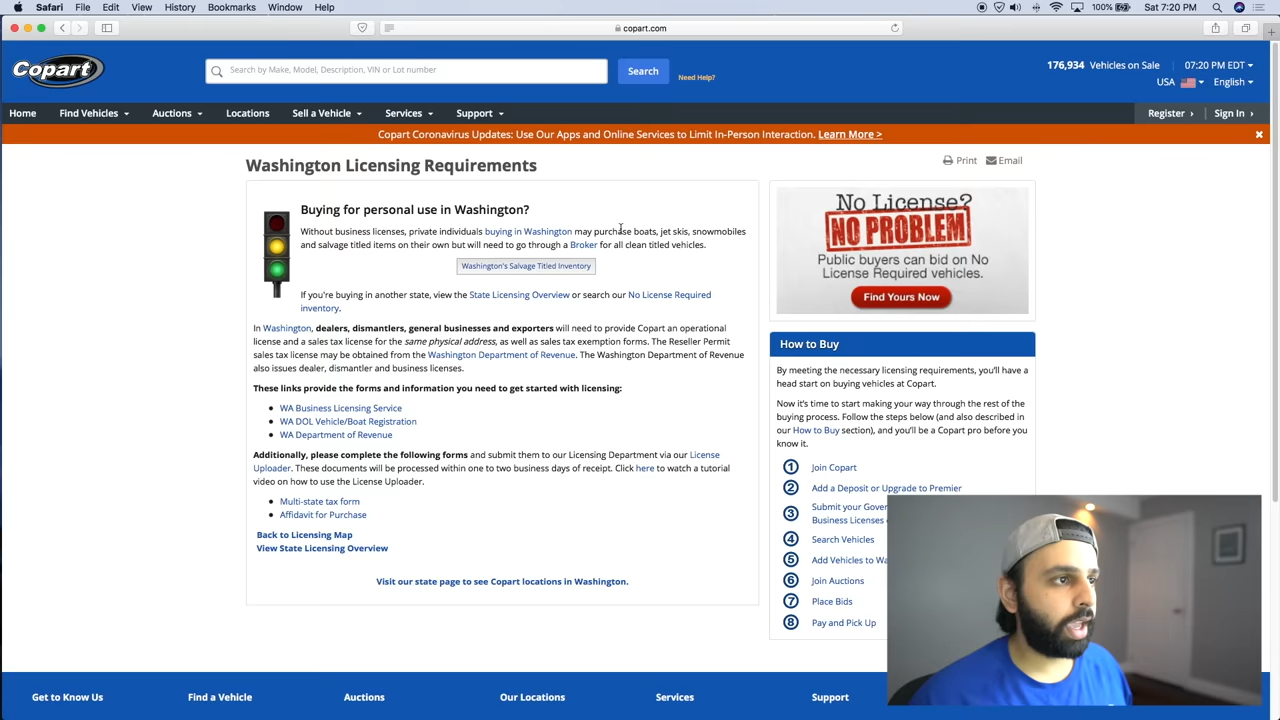 Safari File Edit View History Bookmarks Window Help
100% Sat 7:20 PM
copart.com
Copart
Search by Make, Model, Description, VIN or Lot number
Search
Need Help?
176,934 Vehicles on Sale
07:20 PM EDT
USA
English
Home Find Vehicles Auctions Locations Sell a Vehicle Services Support
Register Sign In
Copart Coronavirus Updates: Use Our Apps and Online Services to Limit In-Person Interaction. Learn More >
Washington Licensing Requirements
Print Email
Buying for personal use in Washington?
Without business licenses, private individuals buying in Washington may purchase boats, jet skis, snowmobiles
and salvage titled items on their own but will need to go through a Broker for all clean titled vehicles.
Washington's Salvage Titled Inventory
If you're buying in another state, view the State Licensing Overview or search our No License Required
inventory.
In Washington, dealers, dismantlers, general businesses and exporters will need to provide Copart an operational
license and a sales tax license for the same physical address, as well as sales tax exemption forms. The Reseller Permit
sales tax license may be obtained from the Washington Department of Revenue. The Washington Department of Revenue
also issues dealer, dismantler and business licenses.
These links provide the forms and information you need to get started with licensing:
WA Business Licensing Service
WA DOL Vehicle/Boat Registration
WA Department of Revenue
Additionally, please complete the following forms and submit them to our Licensing Department via our License
Uploader. These documents will be processed within one to two business days of receipt. Click here to watch a tutorial
video on how to use the License Uploader.
Multi-state tax form
Affidavit for Purchase
Back to Licensing Map
View State Licensing Overview
Visit our state page to see Copart locations in Washington.
No License?
NO PROBLEM!
Public buyers can bid on No
License Required vehicles.
Find Yours Now
How to Buy
By meeting the necessary licensing requirements, you'll have a
head start on buying vehicles at Copart.
Now it's time to start making your way through the rest of the
buying process. Follow the steps below (and also described in
our How to Buy section), and you'll be a Copart pro before you
know it.
1 Join Copart
2 Add a Deposit or Upgrade to Premier
3 Submit your Gover
Business Licenses
4 Search Vehicles
5 Add Vehicles to Wa
6 Join Auctions
7 Place Bids
8 Pay and Pick Up
Get to Know Us Find a Vehicle Auctions Our Locations Services Support